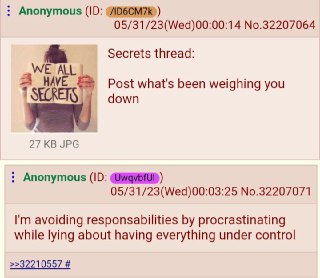 Anonymous (ID: /ID6CM7k)
05/31/23(Wed)00:00:14 No.32207064
WE ALL
HAVE
SECRETS
Secrets thread:
Post what's been weighing you
down
27 KB JPG
Anonymous (ID: UwqvbfUl)
05/31/23(Wed)00:03:25 No.32207071
I'm avoiding responsabilities by procrastinating
while lying about having everything under control
>>32210557 #